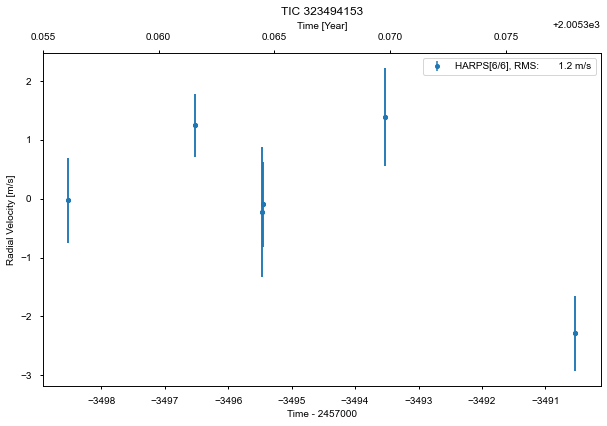 TIC 323494153
Time [Year]
+2.0053e3
0.055 0.060 0.065 0.070 0.075
HARPS[6/6], RMS: 1.2 m/s
Radial Velocity [m/s]
2
1
0
−1
−2
−3
−3498 −3497 −3496 −3495 −3494 −3493 −3492 −3491
Time - 2457000